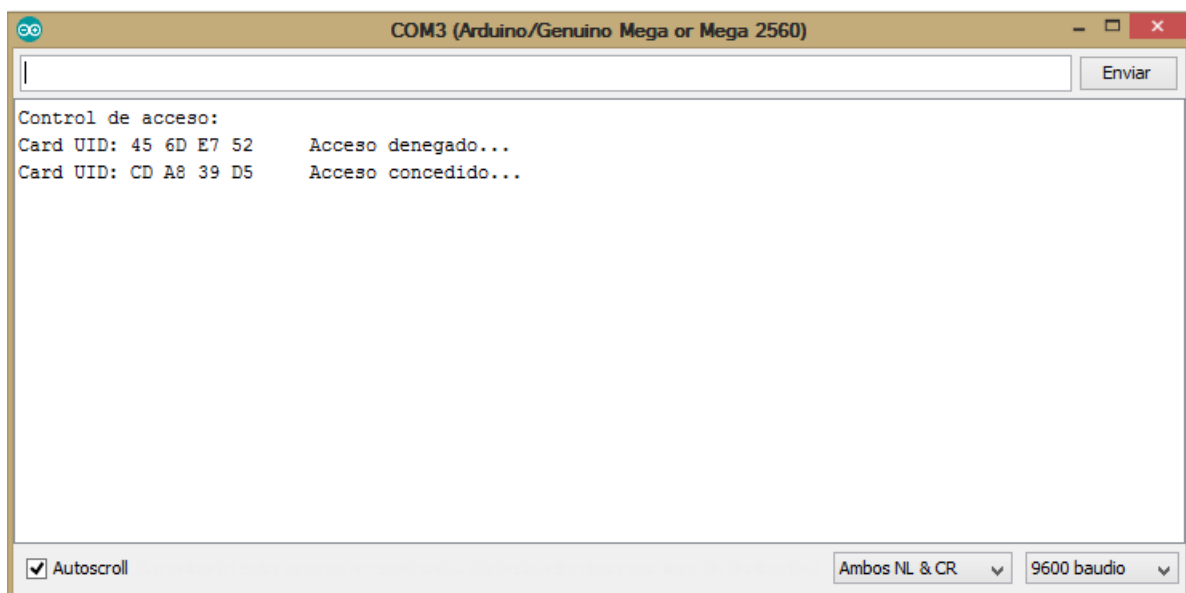 COM3 (Arduino/Genuino Mega or Mega 2560)
Enviar
Control de acceso:
Card UID: 45 6D E7 52 Acceso denegado...
Card UID: CD A8 39 D5 Acceso concedido...
Autoscroll
Ambos NL & CR
9600 baudio